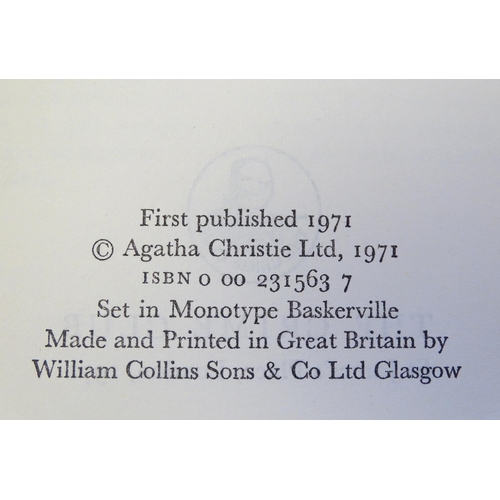 First published 1971
© Agatha Christie Ltd, 1971
ISBN 0 00 231563 7
Set in Monotype Baskerville
Made and Printed in Great Britain by
William Collins Sons & Co Ltd Glasgow